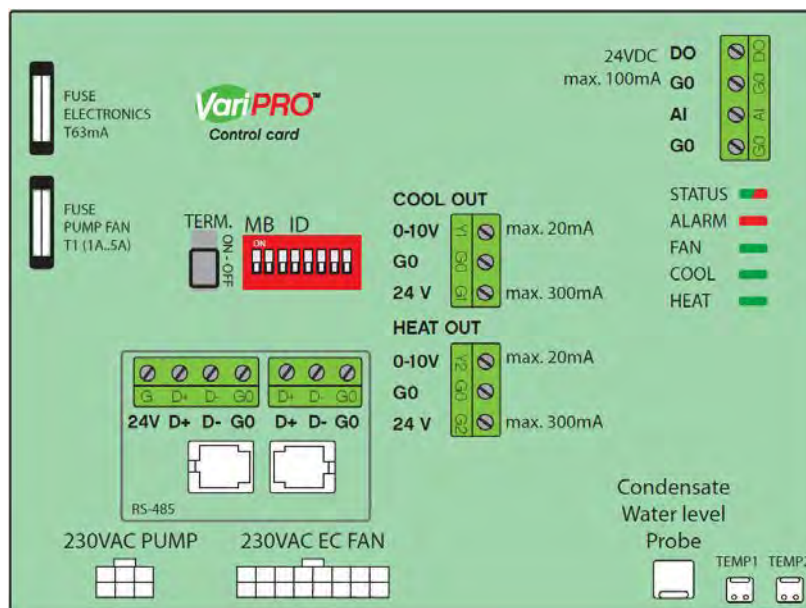 FUSE
ELECTRONICS
T63mA
VariPRO™
Control card
24VDC
max. 100mA
DO
G0
AI
G0
DO
G0
AI
G0
FUSE
PUMP FAN
T1 (1A..5A)
TERM.
ON - OFF
MB ID
ON
COOL OUT
0-10V
G0
24 V
Y1
G0
G1
max. 20mA
max. 300mA
STATUS
ALARM
FAN
COOL
HEAT
HEAT OUT
0-10V
G0
24 V
Y2
G0
G2
max. 20mA
max. 300mA
G D+ D- G0 D+ D- G0
24V D+ D- G0 D+ D- G0
RS-485
230VAC PUMP
230VAC EC FAN
Condensate
Water level
Probe
TEMP1
TEMP2